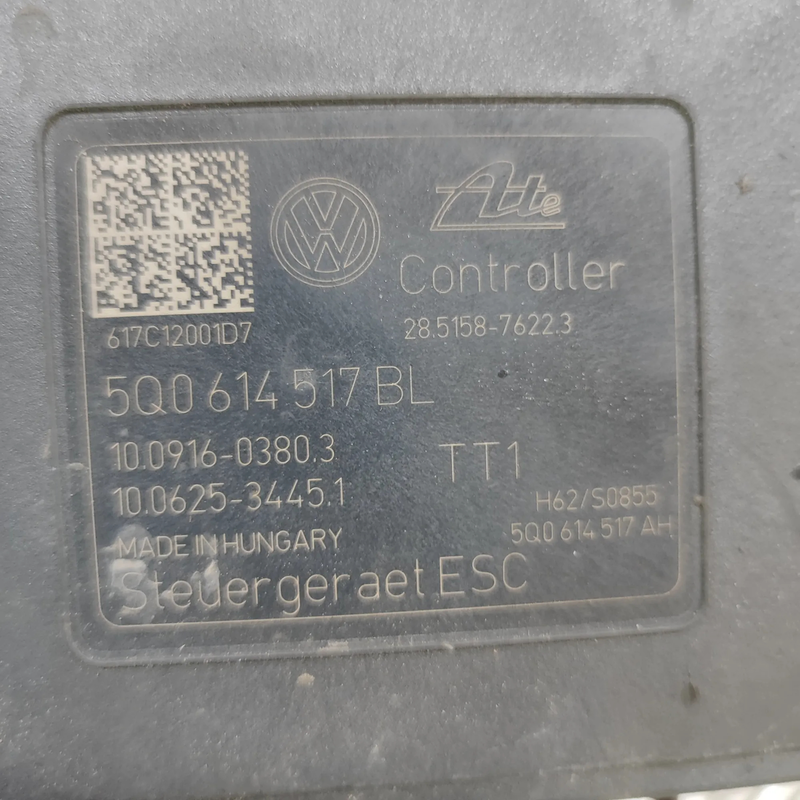 VW
Ate
Controller
617C12001D7
28.5158-7622.3
5Q0 614 517 BL
10.0916-0380.3
TT1
10.0625-3445.1
H62/S0855
MADE IN HUNGARY
5Q0 614 517 AH
Steuergeraet ESC